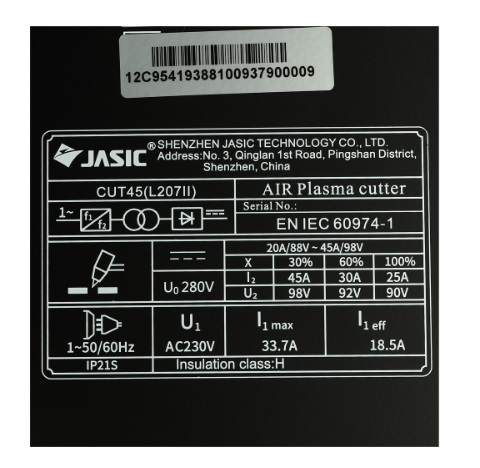 12C95419388100937900009
JASIC® SHENZHEN JASIC TECHNOLOGY CO., LTD.
Address:No. 3, Qinglan 1st Road, Pingshan District,
Shenzhen, China
CUT45(L207II) AIR Plasma cutter
Serial No.:
1~ f₁ f₂ EN IEC 60974-1
20A/88V ~ 45A/98V
X 30% 60% 100%
U₀ 280V I₂ 45A 30A 25A
U₂ 98V 92V 90V
U₁ I₁ max I₁ eff
1~50/60Hz AC230V 33.7A 18.5A
IP21S Insulation class:H